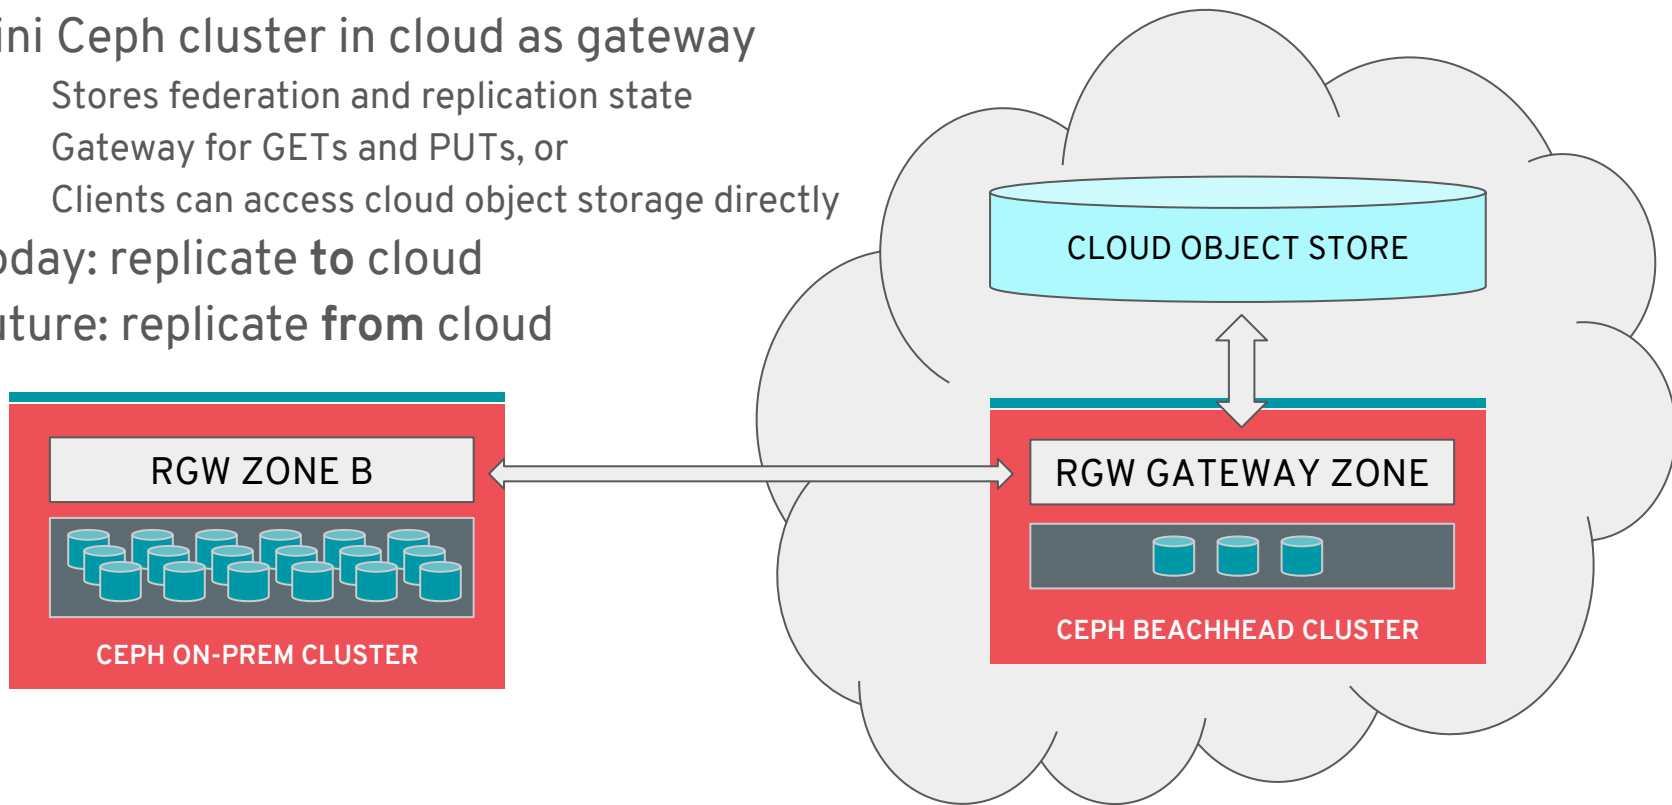 ini Ceph cluster in cloud as gateway
Stores federation and replication state
Gateway for GETs and PUTs, or
Clients can access cloud object storage directly
oday: replicate to cloud
uture: replicate from cloud
CLOUD OBJECT STORE
RGW ZONE B
RGW GATEWAY ZONE
CEPH ON-PREM CLUSTER
CEPH BEACHHEAD CLUSTER